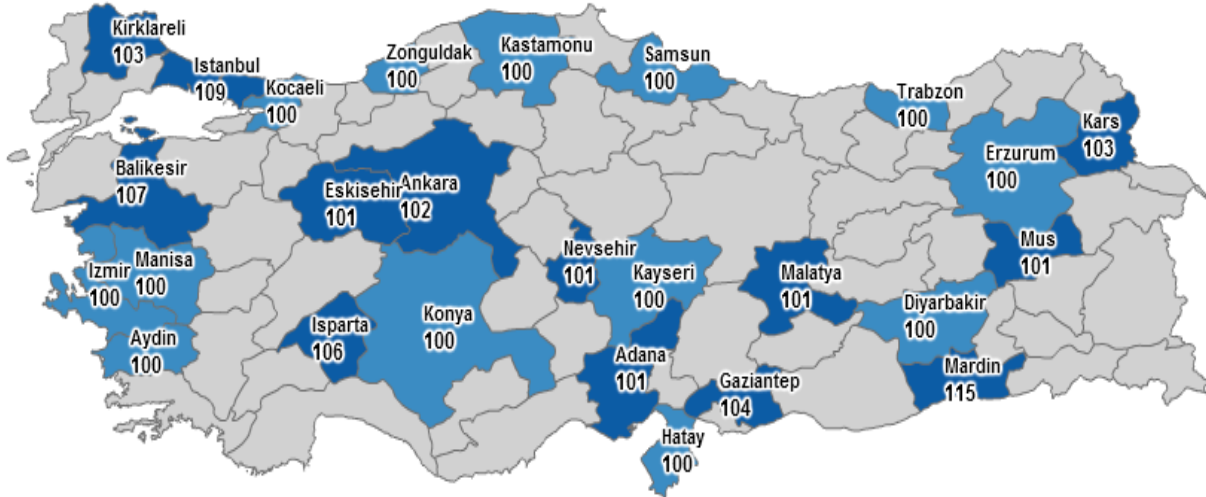 Kirklareli
103
Istanbul
109
Kocaeli
100
Zonguldak
100
Kastamonu
100
Samsun
100
Trabzon
100
Kars
103
Erzurum
100
Balikesir
107
Eskisehir
101
Ankara
102
Mus
101
Nevsehir
101
Kayseri
100
Malatya
101
Manisa
100
Izmir
100
Diyarbakir
100
Konya
100
Isparta
106
Aydin
100
Adana
101
Gaziantep
104
Mardin
115
Hatay
100